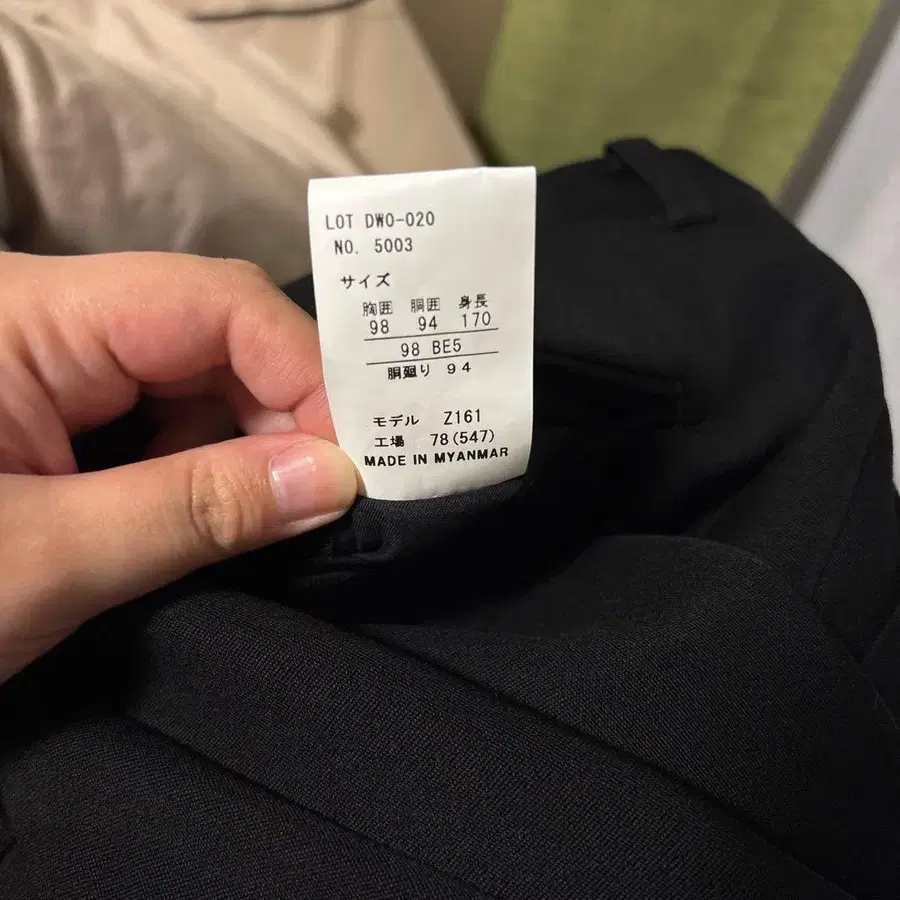 LOT DWO-020
NO. 5003
サイズ
胸囲 胴囲 身長
98 94 170
98 BE5
胴廻り 94
モデル Z161
工場 78(547)
MADE IN MYANMAR